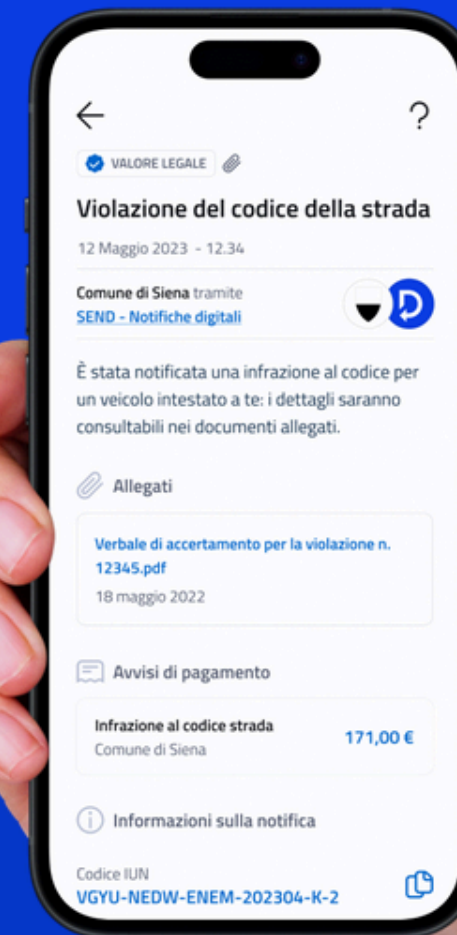 ?
VALORE LEGALE
Violazione del codice della strada
12 Maggio 2023 - 12.34
Comune di Siena tramite
SEND - Notifiche digitali
È stata notificata una infrazione al codice per
un veicolo intestato a te: i dettagli saranno
consultabili nei documenti allegati.
Allegati
Verbale di accertamento per la violazione n.
12345.pdf
18 maggio 2022
Avvisi di pagamento
Infrazione al codice strada
171,00 €
Comune di Siena
Informazioni sulla notifica
Codice IUN
VGYU-NEDW-ENEM-202304-K-2